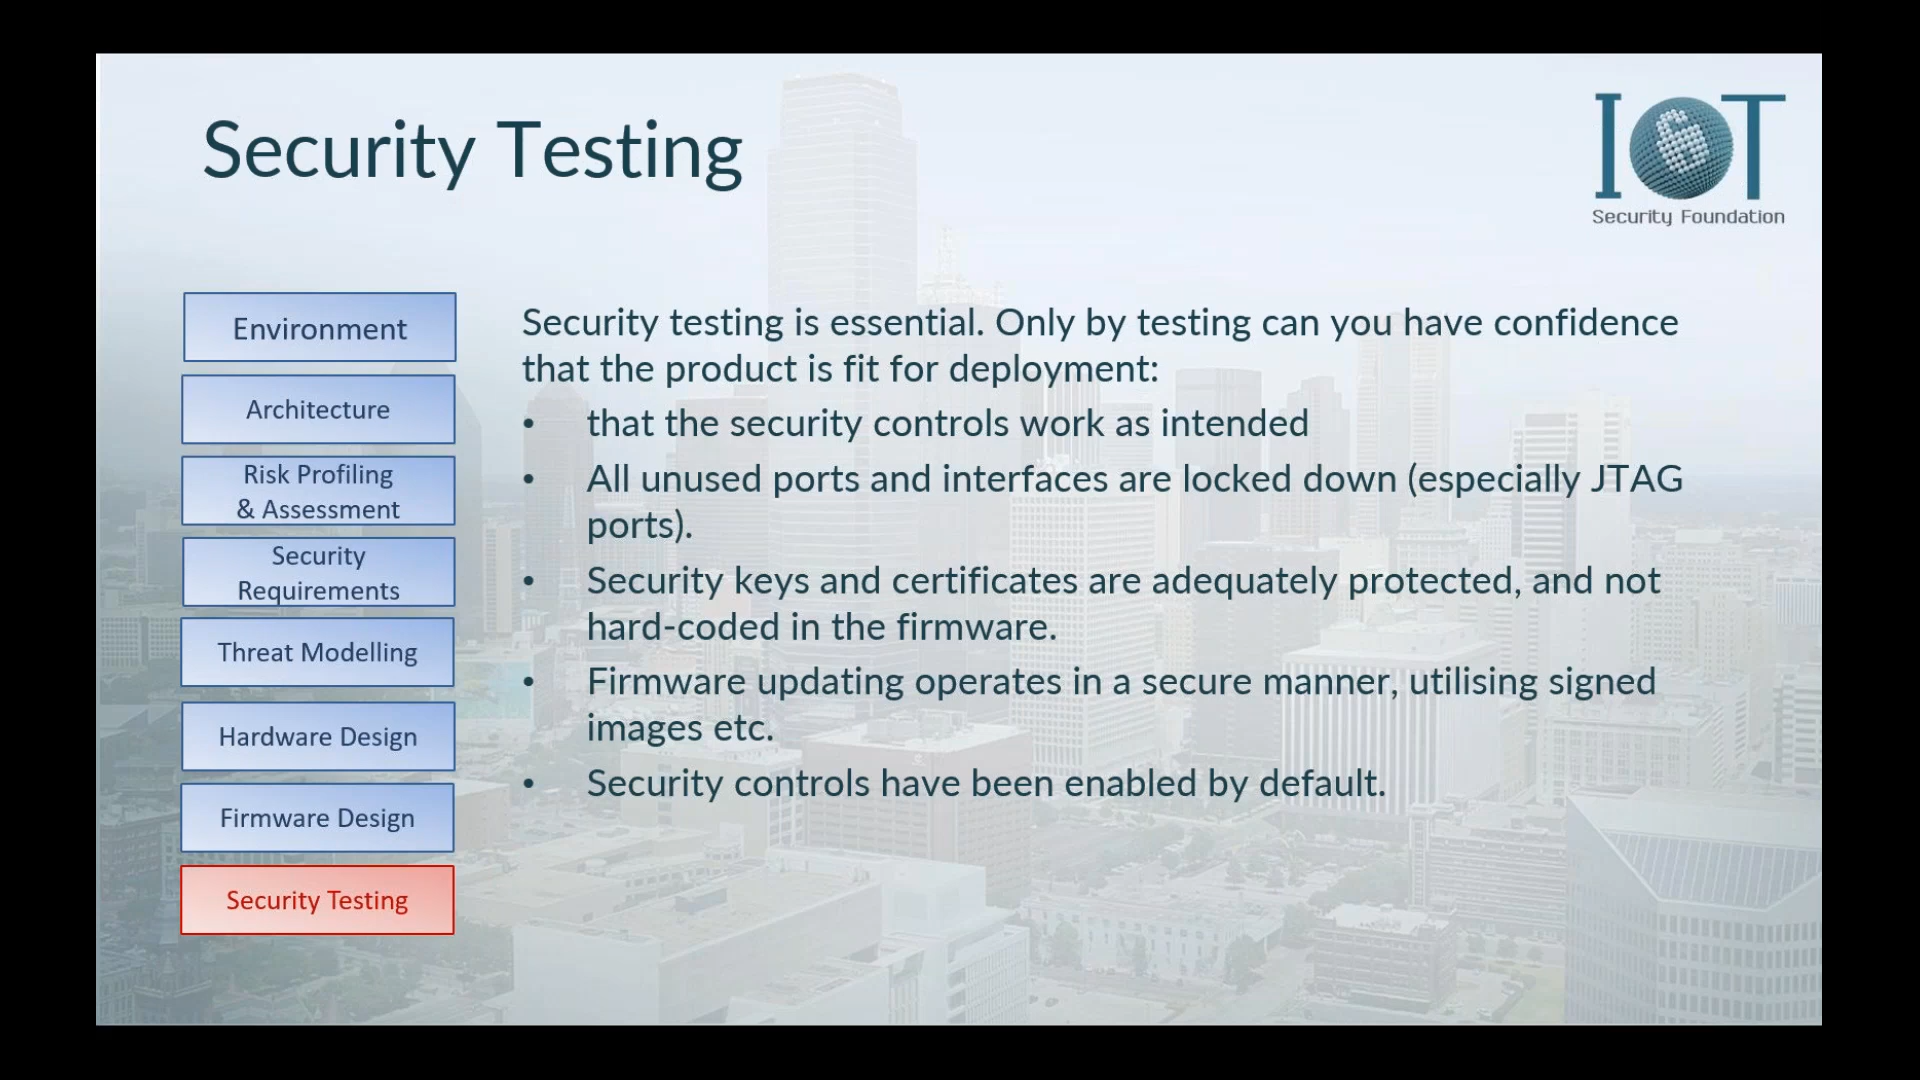 Security Testing
IOT
Security Foundation
Environment
Architecture
Risk Profiling
& Assessment
Security
Requirements
Threat Modelling
Hardware Design
Firmware Design
Security Testing
Security testing is essential. Only by testing can you have confidence
that the product is fit for deployment:
• that the security controls work as intended
• All unused ports and interfaces are locked down (especially JTAG
ports).
• Security keys and certificates are adequately protected, and not
hard-coded in the firmware.
• Firmware updating operates in a secure manner, utilising signed
images etc.
• Security controls have been enabled by default.